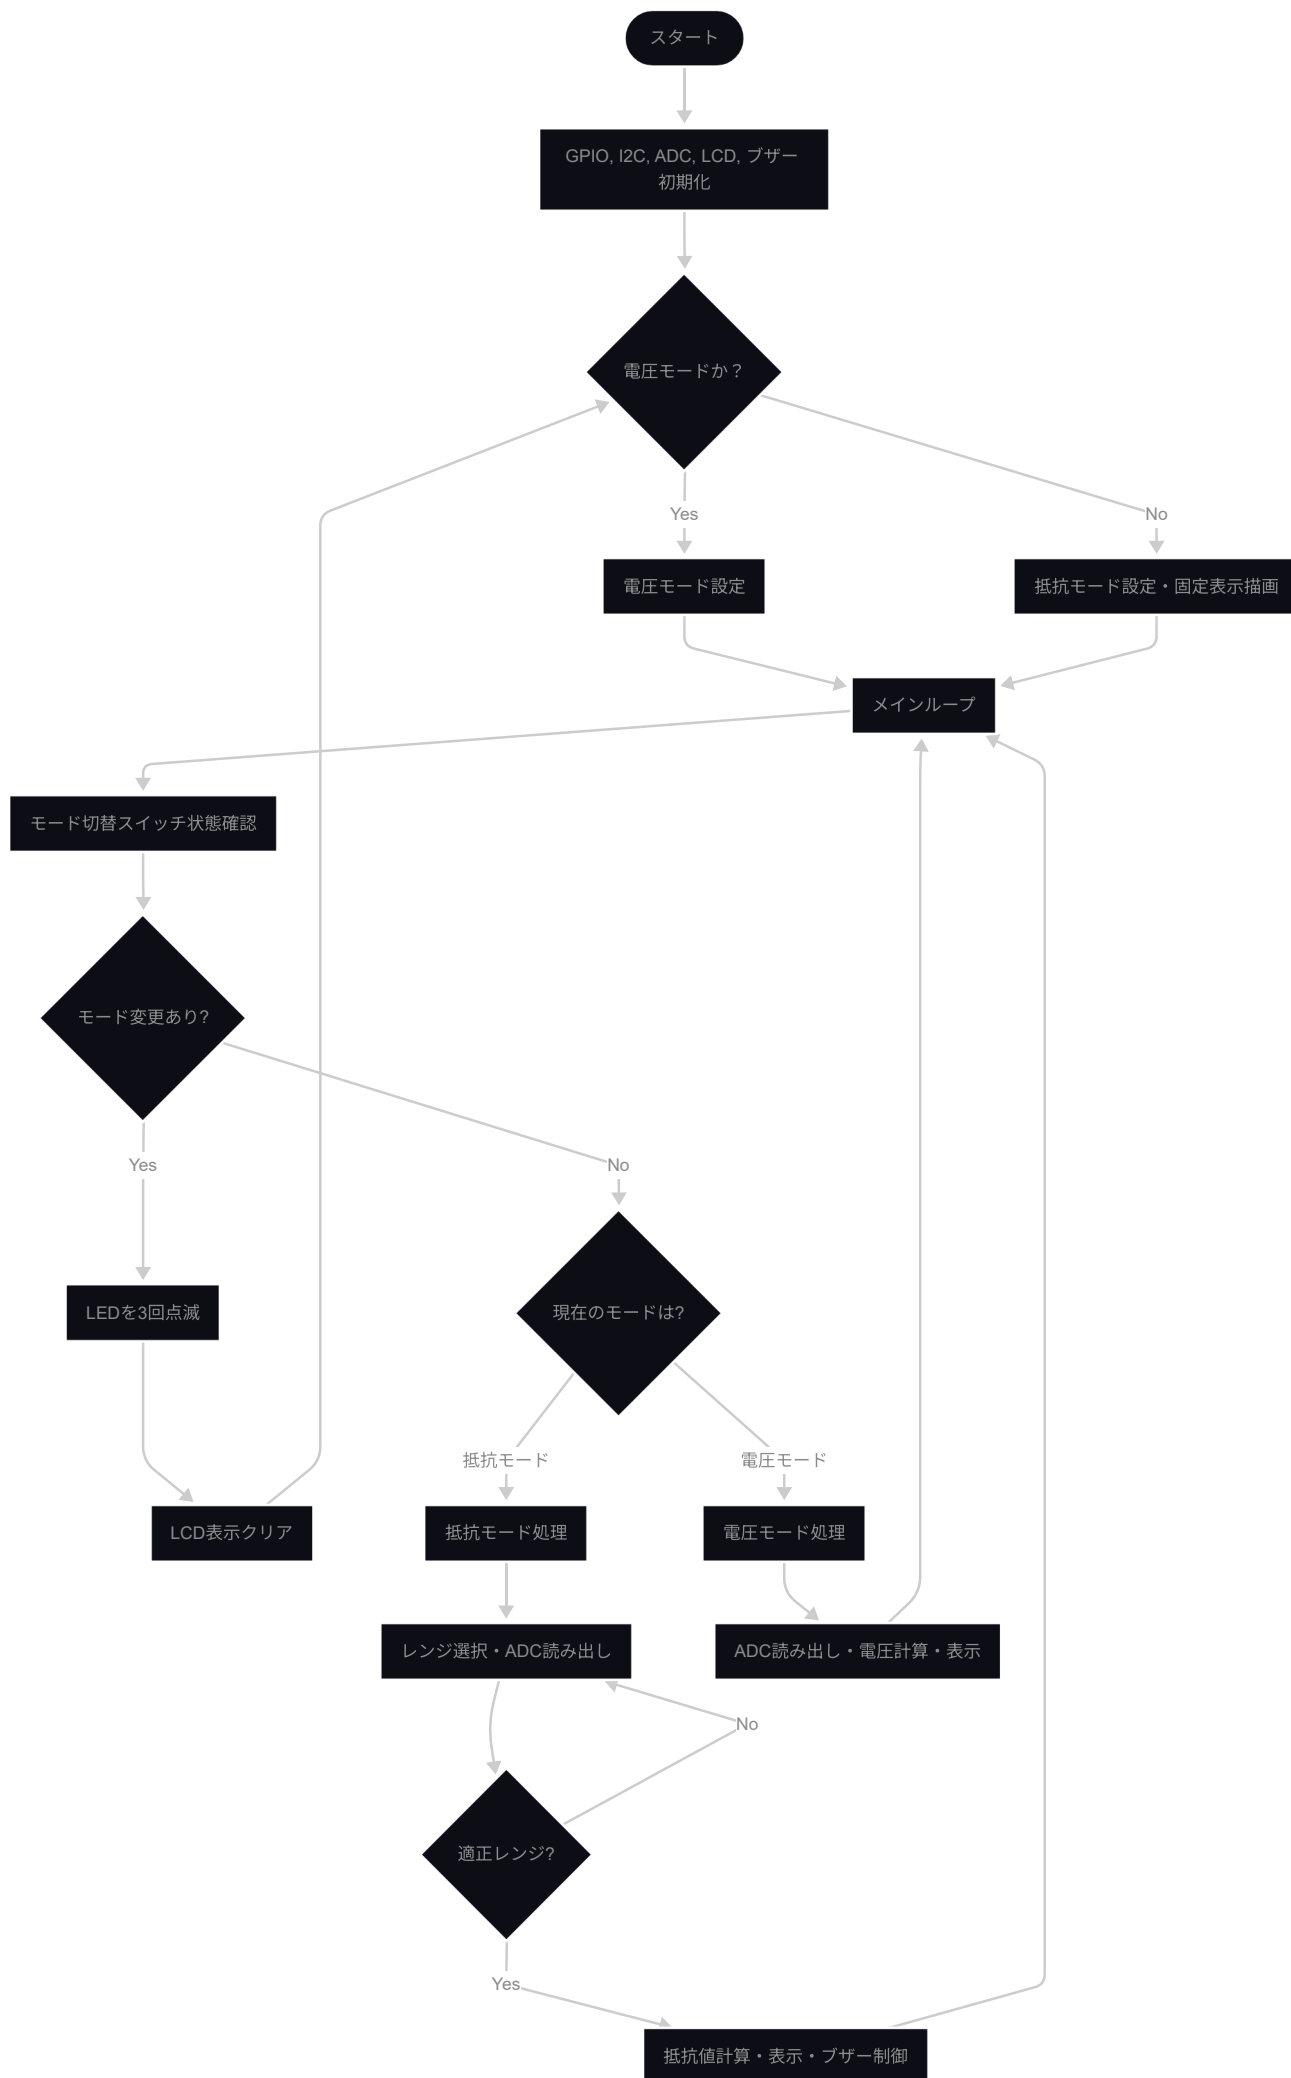 スタート
GPIO, I2C, ADC, LCD, ブザー
初期化
電圧モードか？
Yes
No
電圧モード設定
抵抗モード設定・固定表示描画
メインループ
モード切替スイッチ状態確認
モード変更あり?
Yes
No
LEDを3回点滅
現在のモードは?
抵抗モード
電圧モード
LCD表示クリア
抵抗モード処理
電圧モード処理
レンジ選択・ADC読み出し
ADC読み出し・電圧計算・表示
No
適正レンジ?
Yes
抵抗値計算・表示・ブザー制御